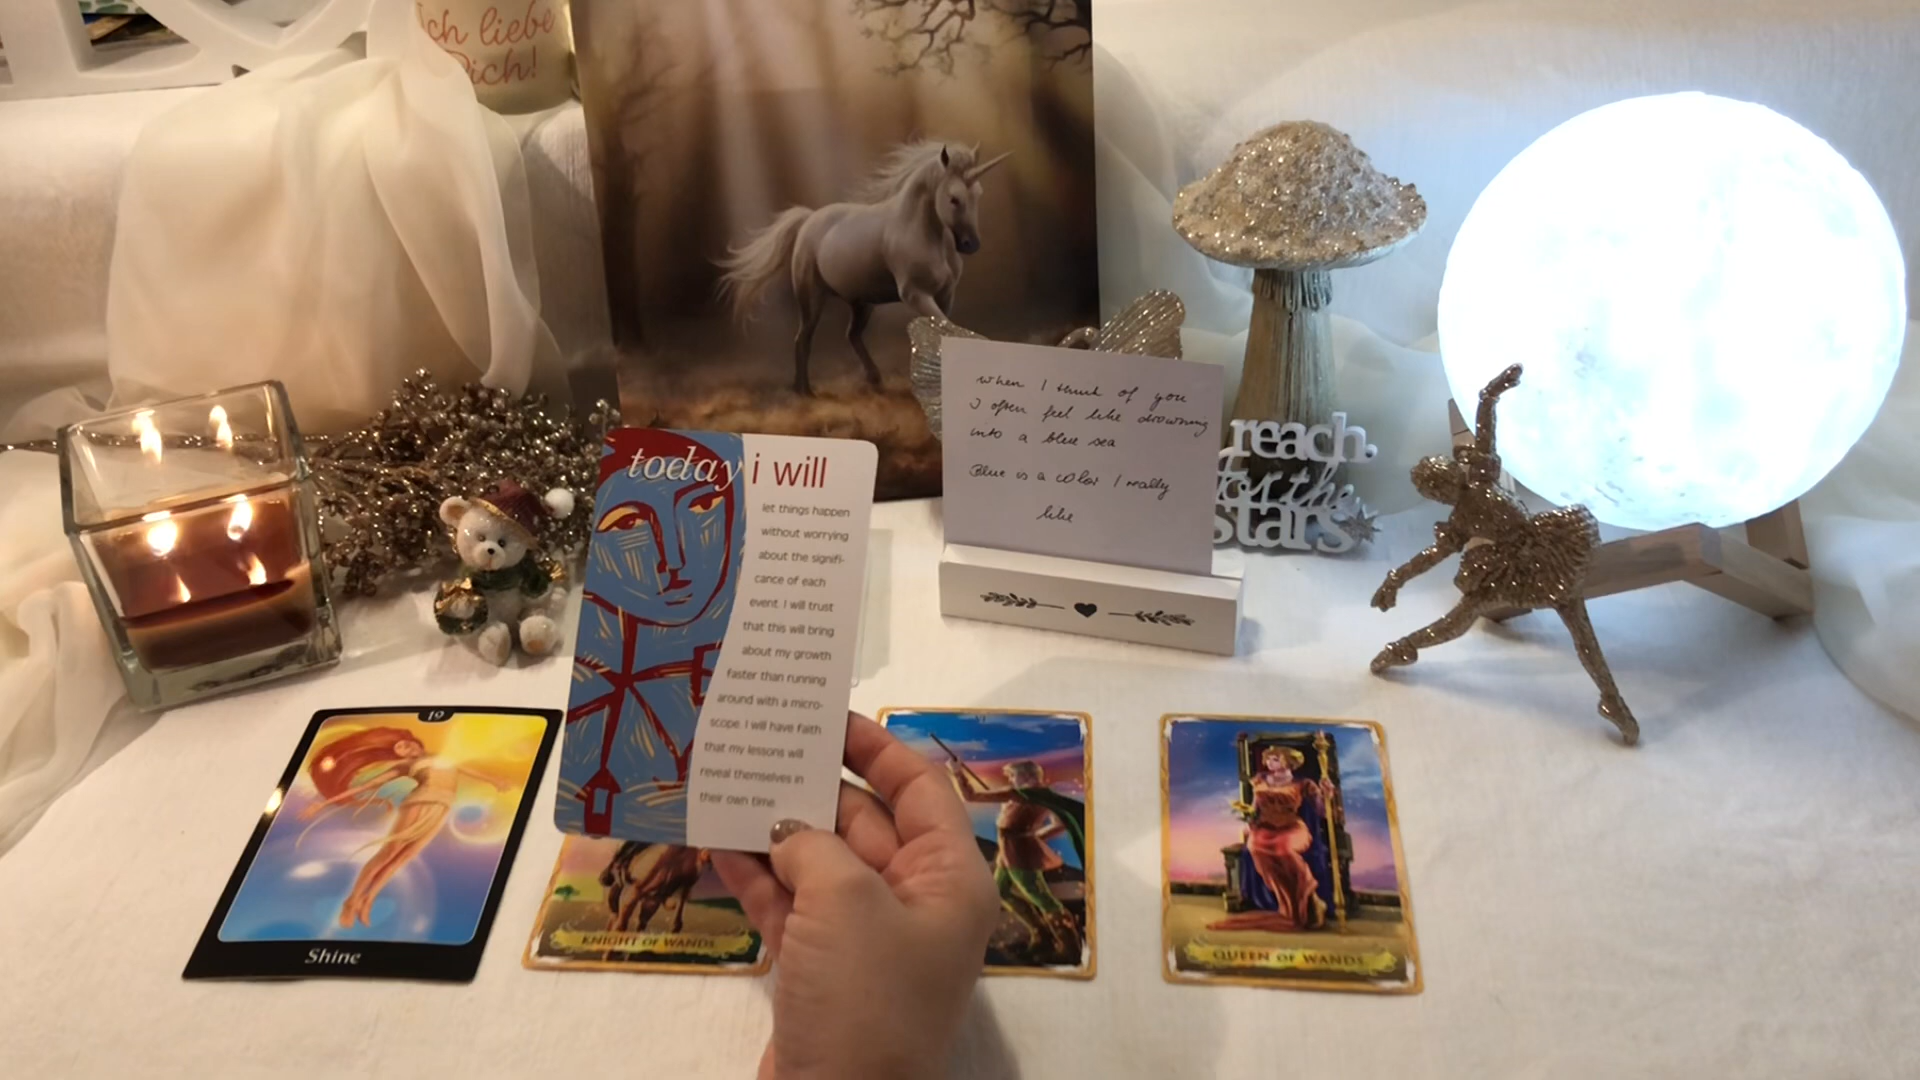 ich liebe
Dich!
today i will
let things happen
without worrying
about the signifi-
cance of each
event. I will trust
that this will bring
about my growth
faster than running
around with a micro-
scope. I will have faith
that my lessons will
reveal themselves in
their own time
when I think of you
I often feel like drowning
into a blue sea
Blue is a color I really
like
reach.
for the
stars
19
Shine
KNIGHT OF WANDS
VI
QUEEN OF WANDS